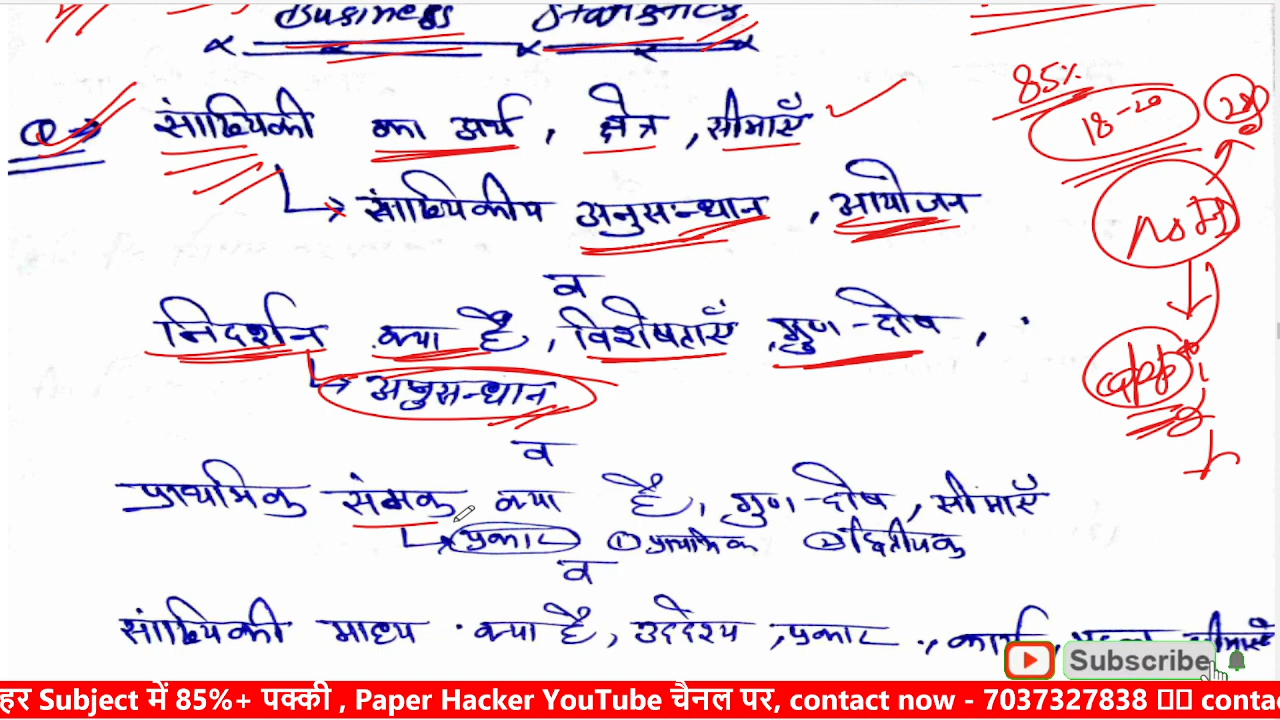 Business Statistics
85%
Q→ सांख्यिकी का अर्थ, क्षेत्र, सीमाएँ
18-20
→ सांख्यिकीय अनुसन्धान, आयोजन
व
निदर्शन क्या है, विशेषताएँ, गुण-दोष,
→ अनुसन्धान
व
प्राथमिक संमक क्या है, गुण-दोष, सीमाएँ
→ प्रकार ① प्राथमिक ② द्वितीयक
व
सांख्यिकी माध्य क्या है, उद्देश्य, प्रकार, कार्य, सीमाएँ
Subscribe
हर Subject में 85%+ पक्की , Paper Hacker YouTube चैनल पर, contact now - 7037327838 conta